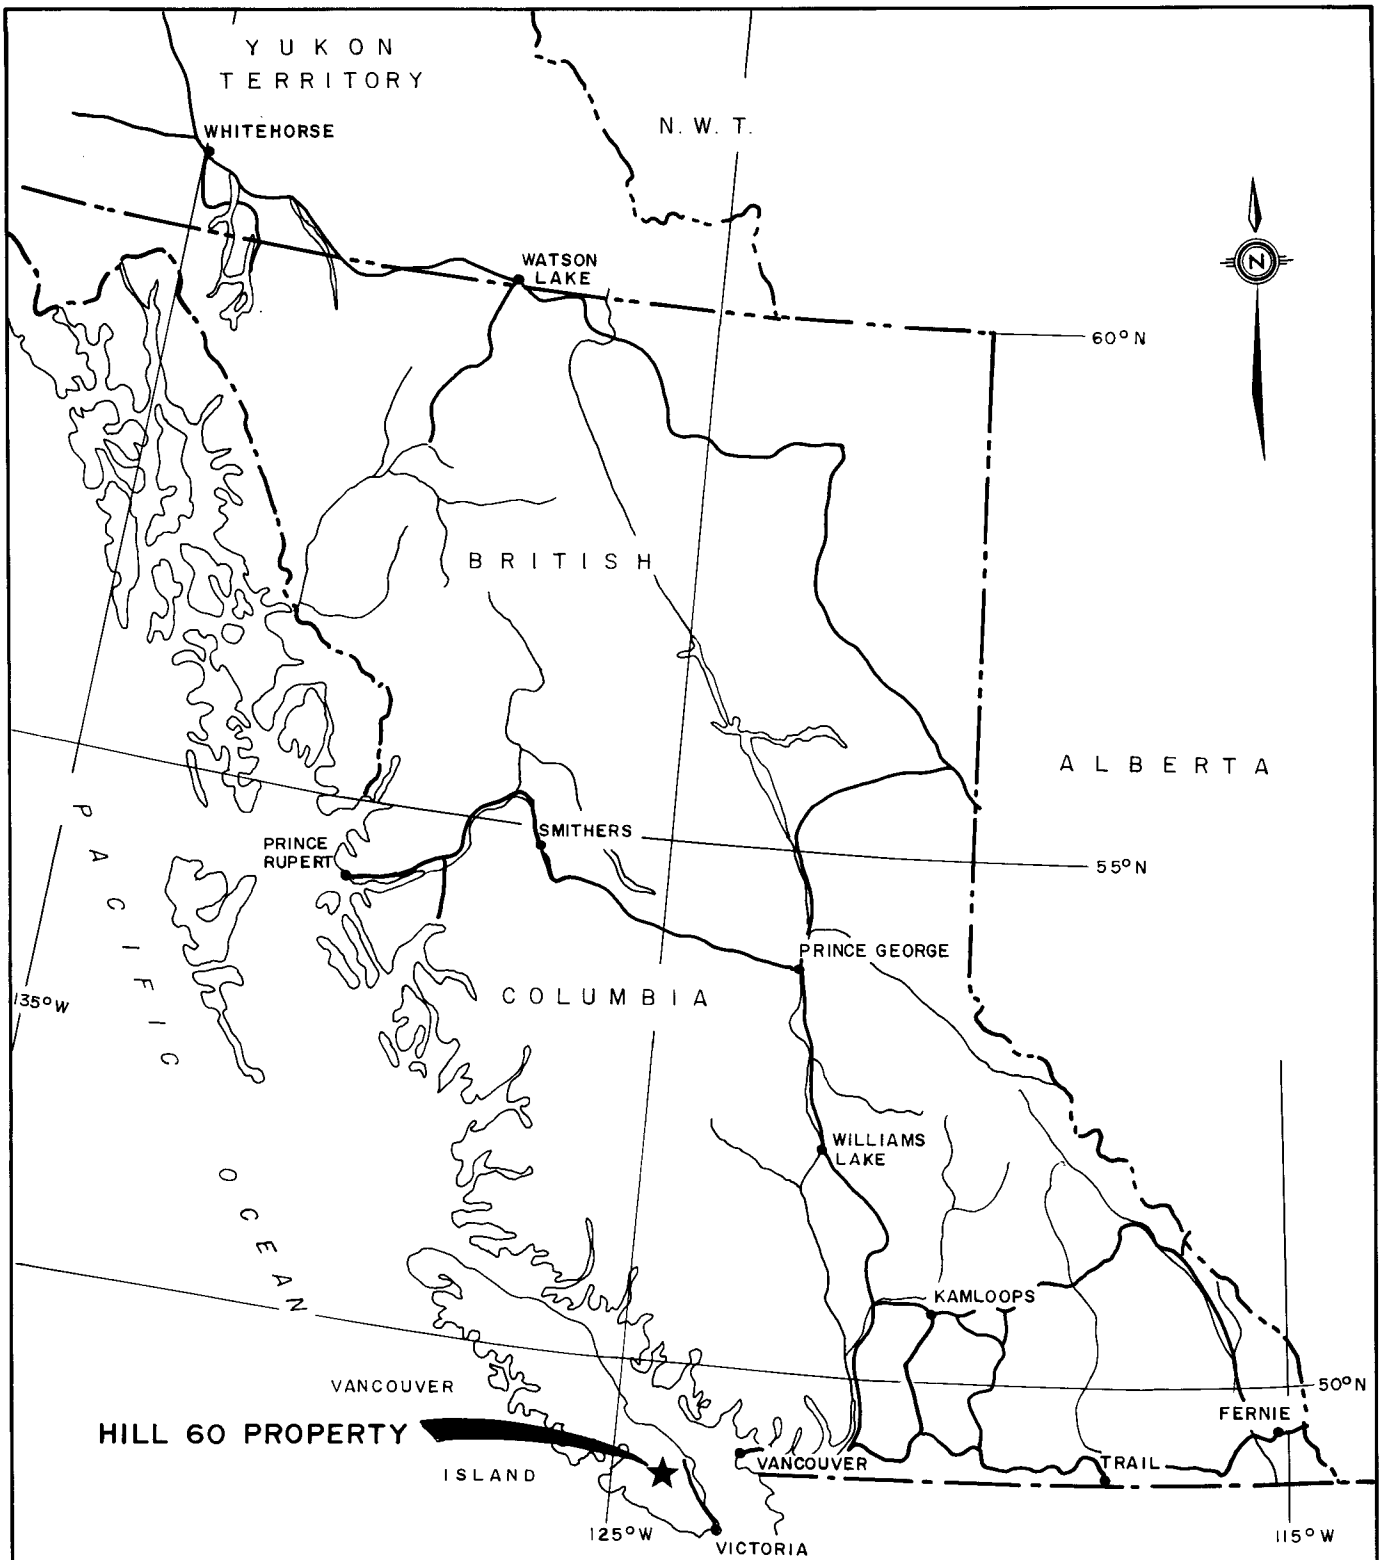 YUKON
TERRITORY
N.W.T.
WHITEHORSE
WATSON
LAKE
N
60°N
BRITISH
ALBERTA
PACIFIC
OCEAN
PRINCE
RUPERT
SMITHERS
55°N
PRINCE GEORGE
COLUMBIA
135°W
WILLIAMS
LAKE
KAMLOOPS
50°N
VANCOUVER
ISLAND
HILL 60 PROPERTY
FERNIE
VANCOUVER
TRAIL
125°W
VICTORIA
115°W